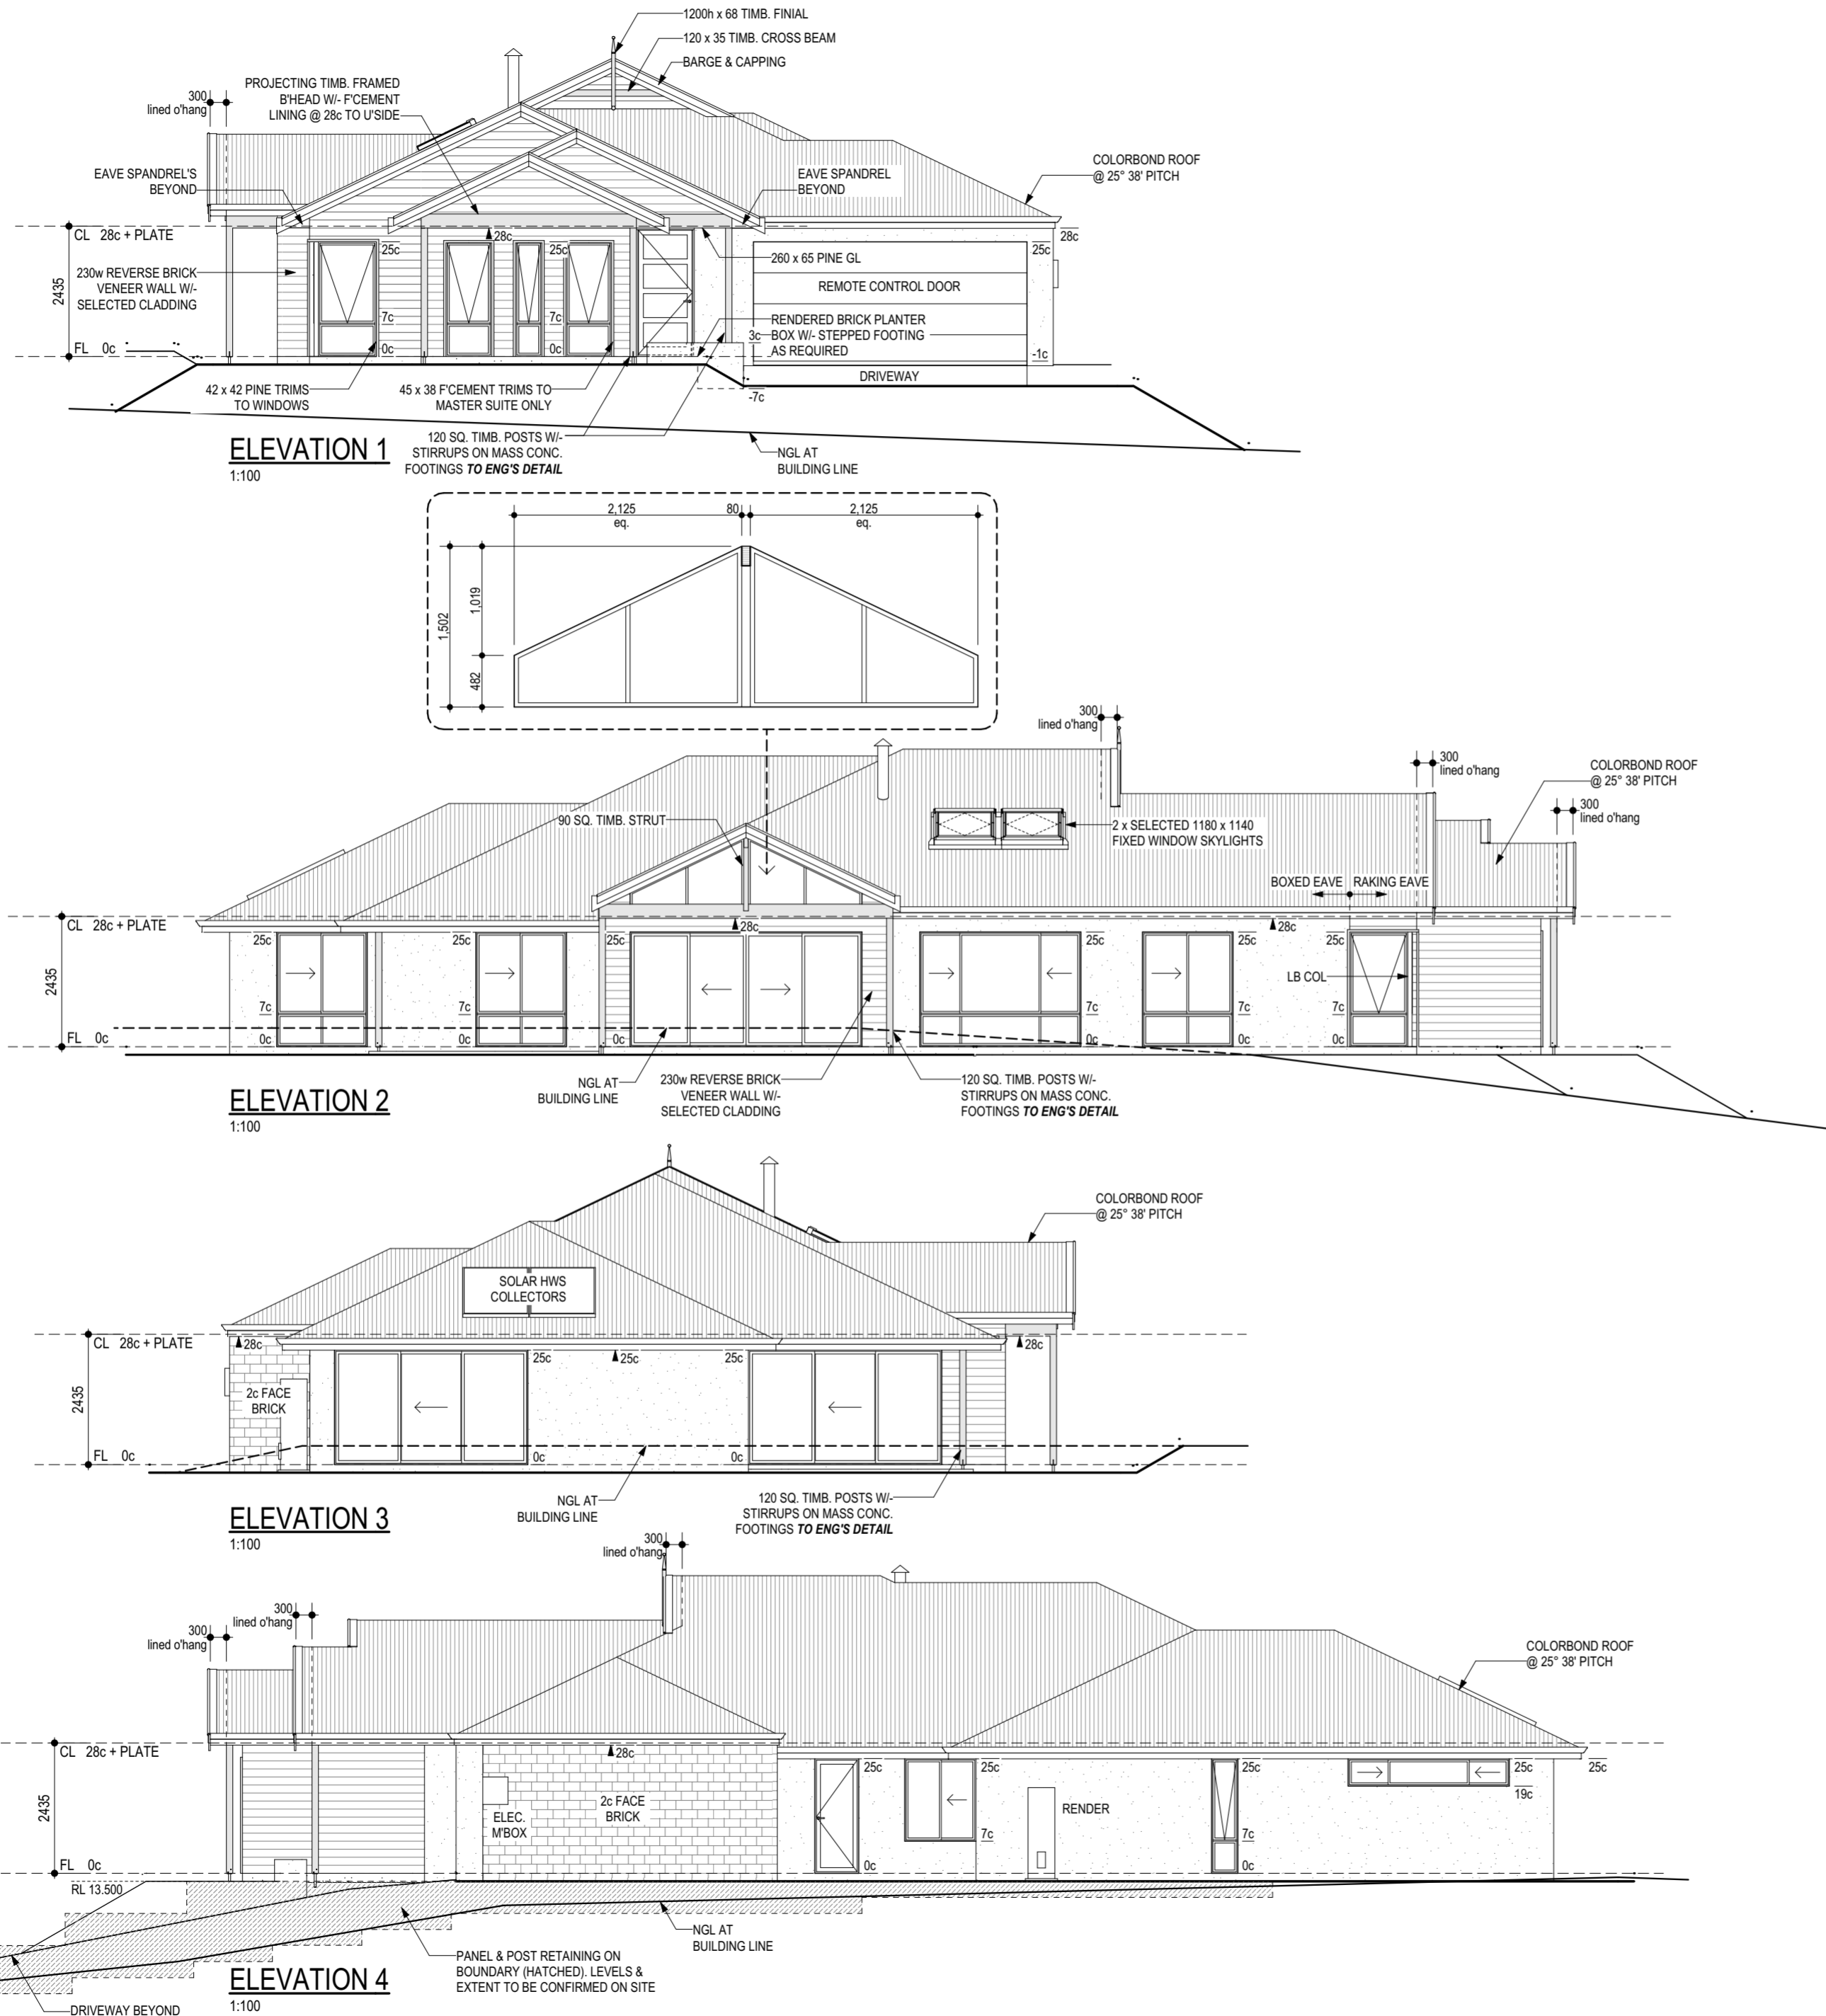 1200h x 68 TIMB. FINIAL
120 x 35 TIMB. CROSS BEAM
BARGE & CAPPING
PROJECTING TIMB. FRAMED
B'HEAD W/- F'CEMENT
LINING @ 28c TO U'SIDE
300
lined o'hang
EAVE SPANDREL'S
BEYOND
EAVE SPANDREL
BEYOND
COLORBOND ROOF
@ 25° 38' PITCH
CL 28c + PLATE
28c
25c
25c
25c
28c
260 x 65 PINE GL
230w REVERSE BRICK
VENEER WALL W/-
SELECTED CLADDING
2435
REMOTE CONTROL DOOR
7c
7c
RENDERED BRICK PLANTER
BOX W/- STEPPED FOOTING
AS REQUIRED
3c
FL 0c
0c
0c
-1c
DRIVEWAY
-7c
42 x 42 PINE TRIMS
TO WINDOWS
45 x 38 F'CEMENT TRIMS TO
MASTER SUITE ONLY
120 SQ. TIMB. POSTS W/-
STIRRUPS ON MASS CONC.
FOOTINGS TO ENG'S DETAIL
NGL AT
BUILDING LINE
ELEVATION 1
1:100
2,125
eq.
80
2,125
eq.
1,502
1,019
482
300
lined o'hang
300
lined o'hang
COLORBOND ROOF
@ 25° 38' PITCH
300
lined o'hang
90 SQ. TIMB. STRUT
2 x SELECTED 1180 x 1140
FIXED WINDOW SKYLIGHTS
BOXED EAVE
RAKING EAVE
CL 28c + PLATE
28c
28c
25c
25c
25c
25c
25c
25c
2435
LB COL
7c
7c
7c
7c
7c
FL 0c
0c
0c
0c
0c
0c
0c
NGL AT
BUILDING LINE
230w REVERSE BRICK
VENEER WALL W/-
SELECTED CLADDING
120 SQ. TIMB. POSTS W/-
STIRRUPS ON MASS CONC.
FOOTINGS TO ENG'S DETAIL
ELEVATION 2
1:100
COLORBOND ROOF
@ 25° 38' PITCH
SOLAR HWS
COLLECTORS
CL 28c + PLATE
28c
28c
25c
25c
25c
2435
2c FACE
BRICK
FL 0c
0c
0c
NGL AT
BUILDING LINE
120 SQ. TIMB. POSTS W/-
STIRRUPS ON MASS CONC.
FOOTINGS TO ENG'S DETAIL
ELEVATION 3
1:100
300
lined o'hang
300
lined o'hang
300
lined o'hang
COLORBOND ROOF
@ 25° 38' PITCH
CL 28c + PLATE
28c
25c
25c
25c
25c
25c
19c
2435
ELEC.
M'BOX
2c FACE
BRICK
RENDER
7c
7c
FL 0c
0c
0c
RL 13.500
NGL AT
BUILDING LINE
PANEL & POST RETAINING ON
BOUNDARY (HATCHED). LEVELS &
EXTENT TO BE CONFIRMED ON SITE
ELEVATION 4
1:100
DRIVEWAY BEYOND